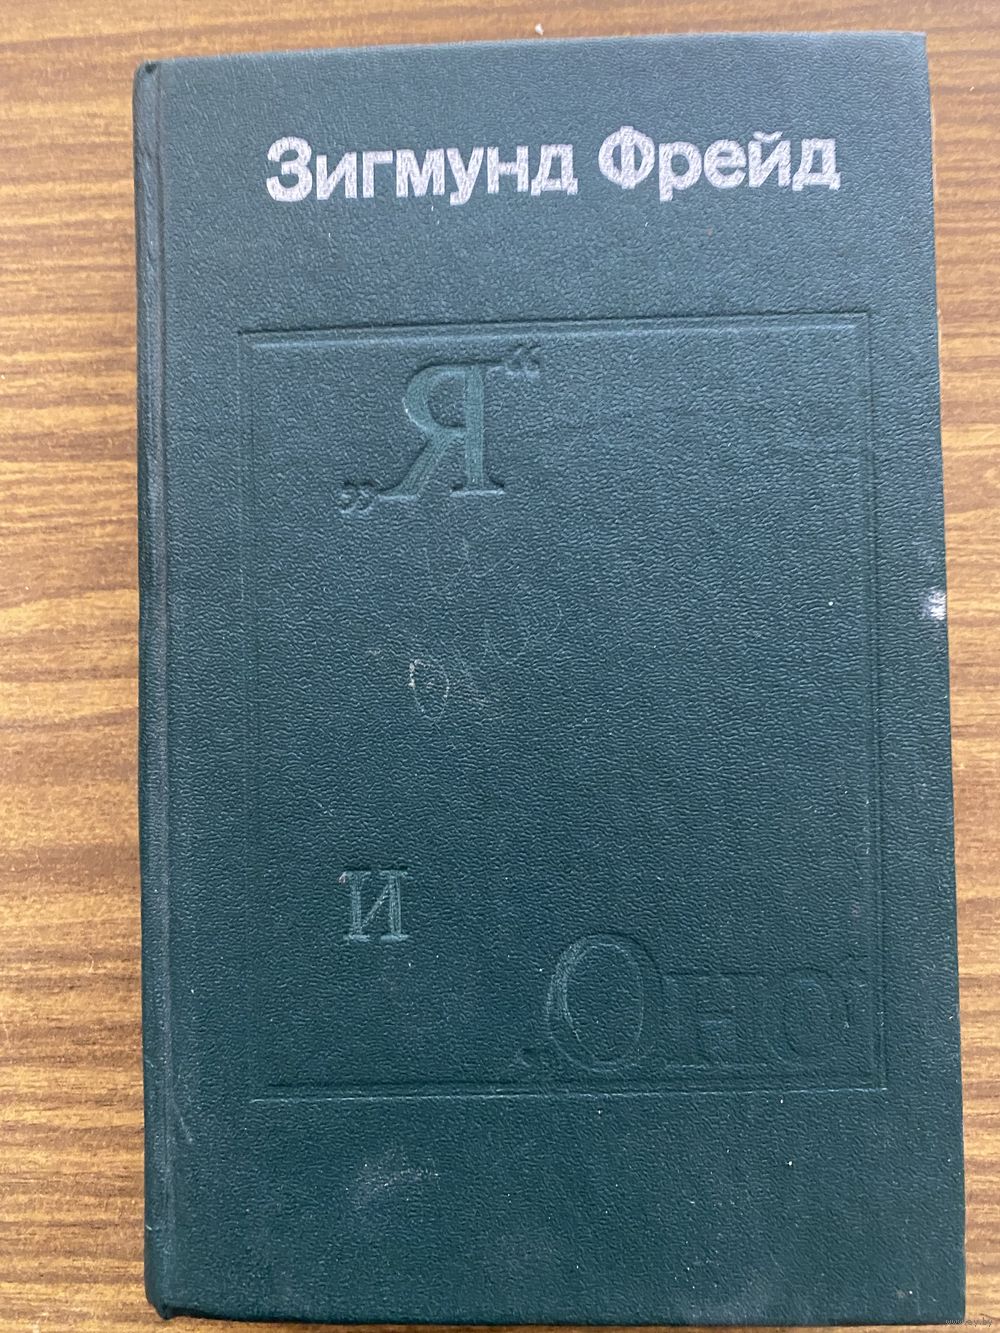 Зигмунд Фрейд
„Я“
и
„Оно“